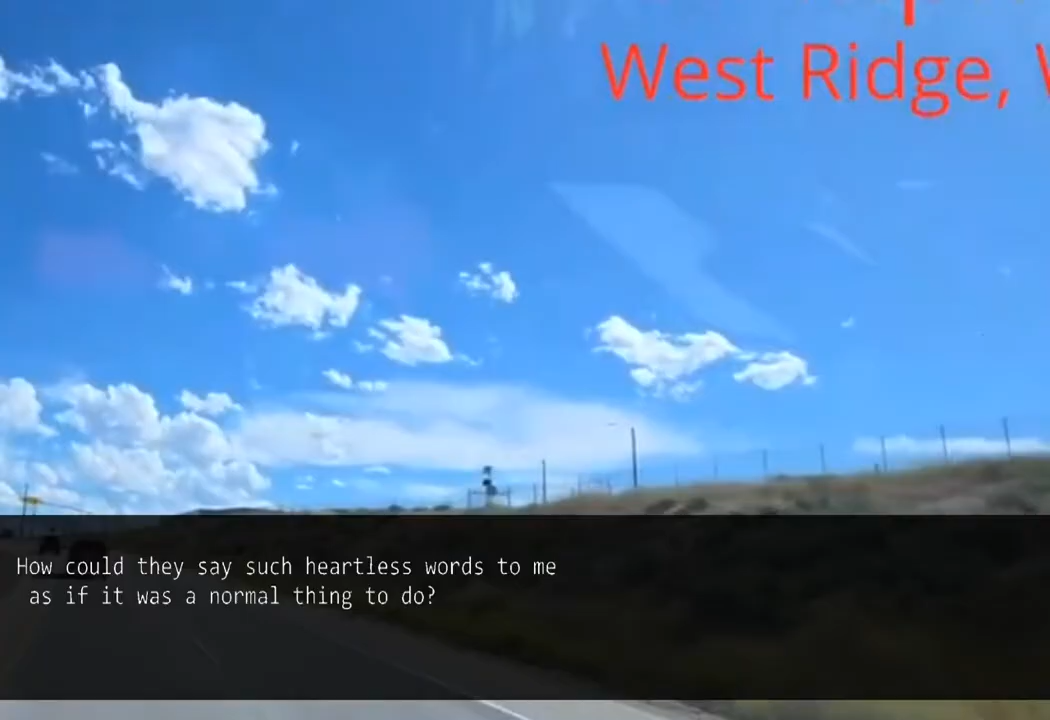 West Ridge,
How could they say such heartless words to me
as if it was a normal thing to do?